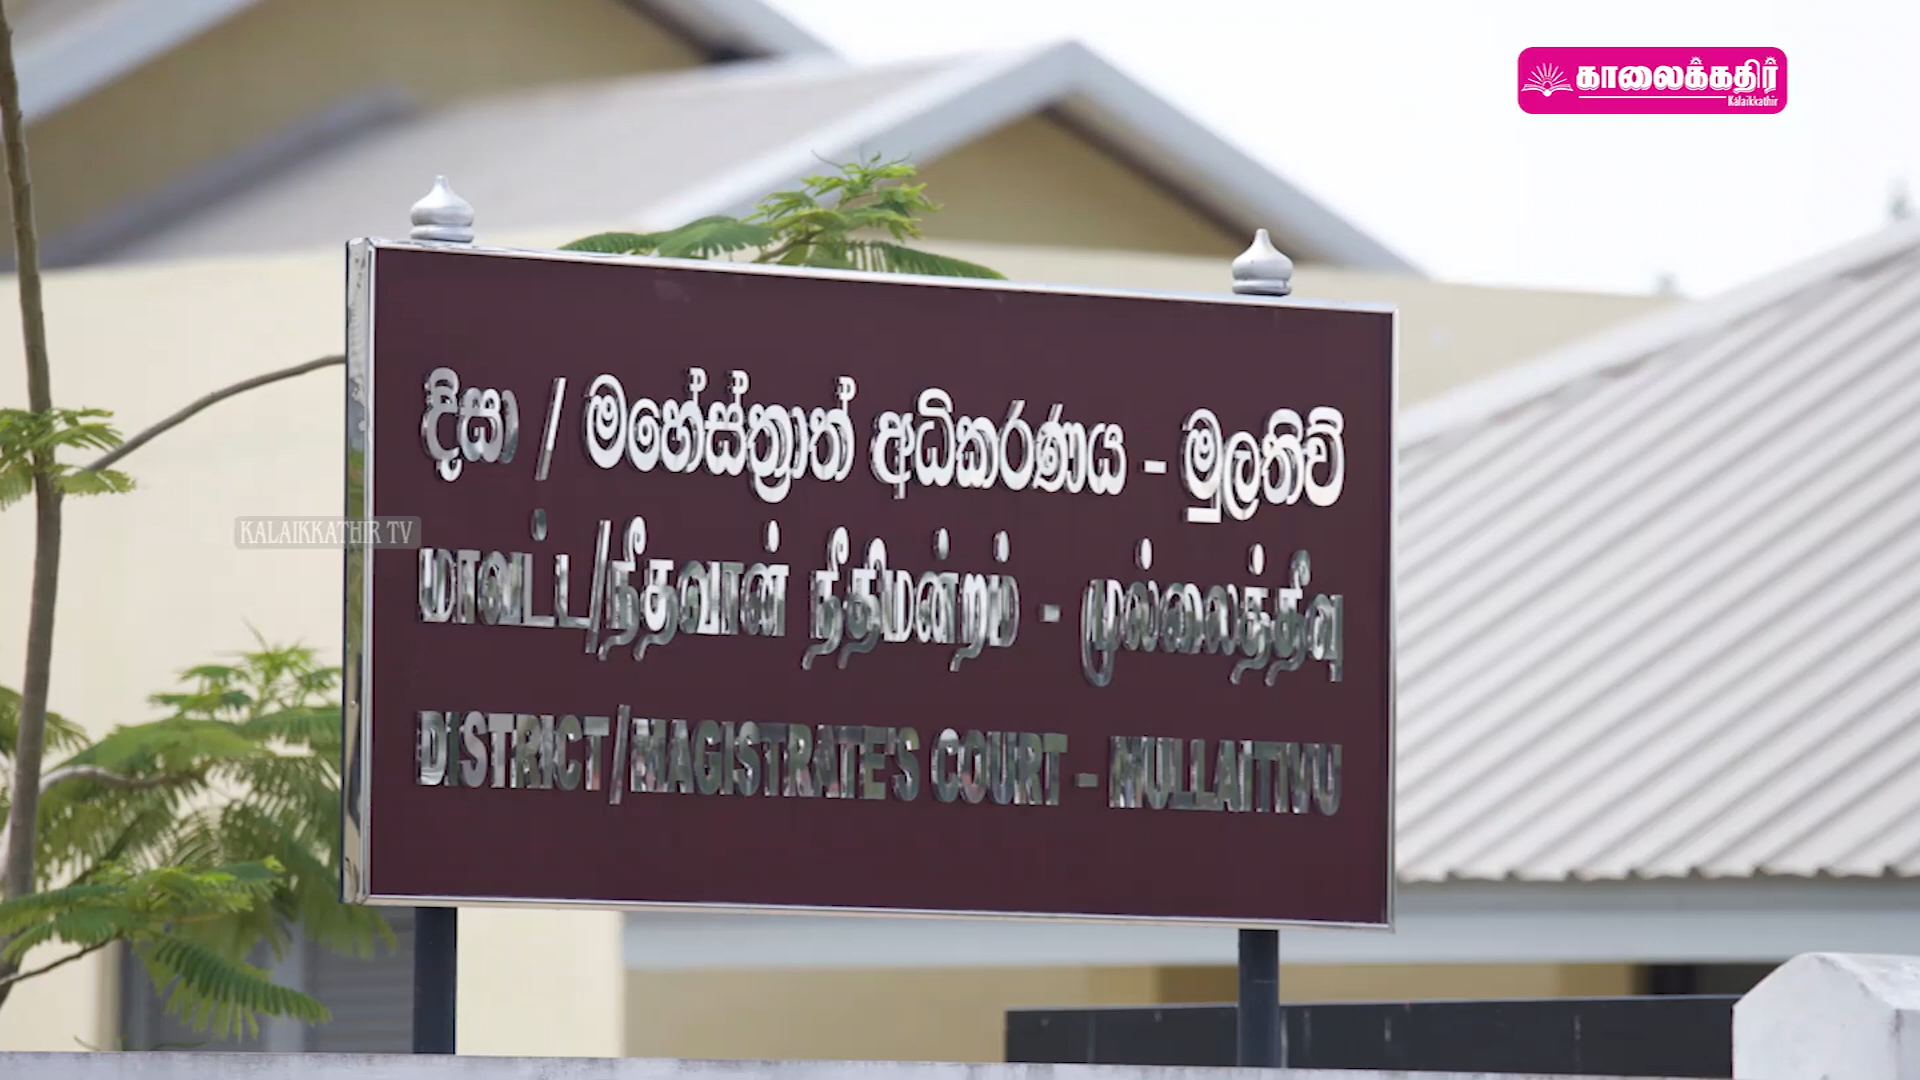 காலைக்கதிர்
Kalaikkathir
දිසා / මහේස්ත්‍රාත් අධිකරණය - මුලතිව්
KALAIKKATHIR TV
மாவட்ட/நீதவான் நீதிமன்றம் - முல்லைத்தீவு
DISTRICT/MAGISTRATE'S COURT - MULLAITIVU